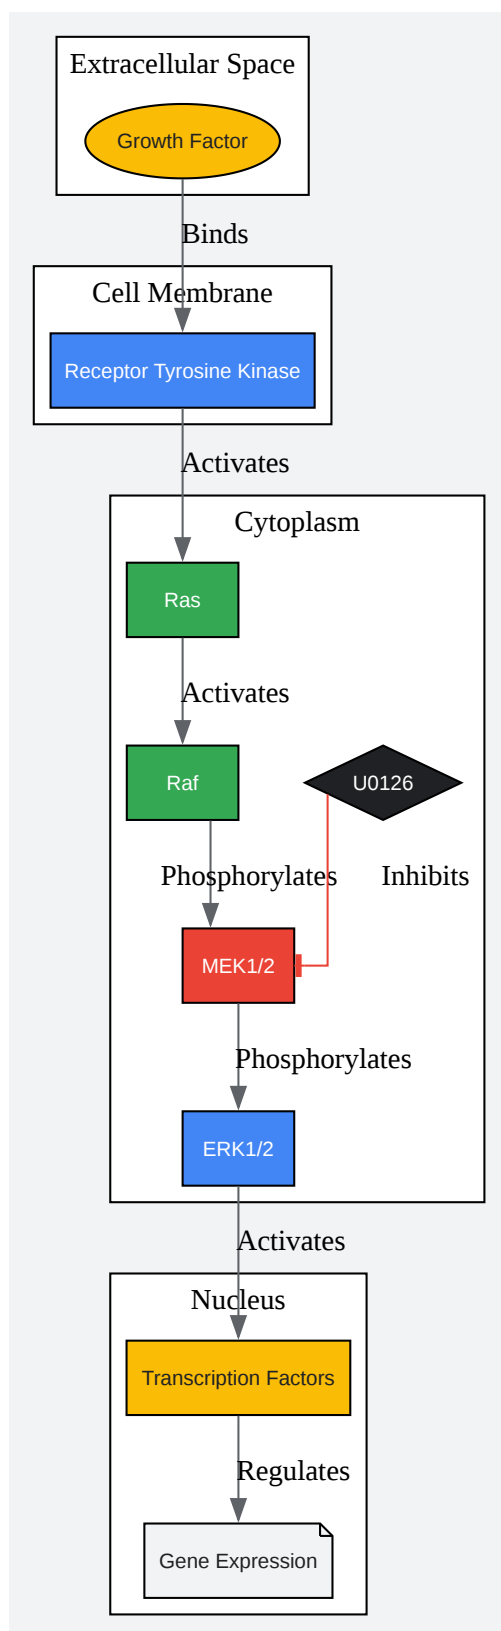 Extracellular Space
Growth Factor
Binds
Cell Membrane
Receptor Tyrosine Kinase
Activates
Cytoplasm
Ras
Activates
Raf
U0126
Phosphorylates
Inhibits
MEK1/2
Phosphorylates
ERK1/2
Activates
Nucleus
Transcription Factors
Regulates
Gene Expression